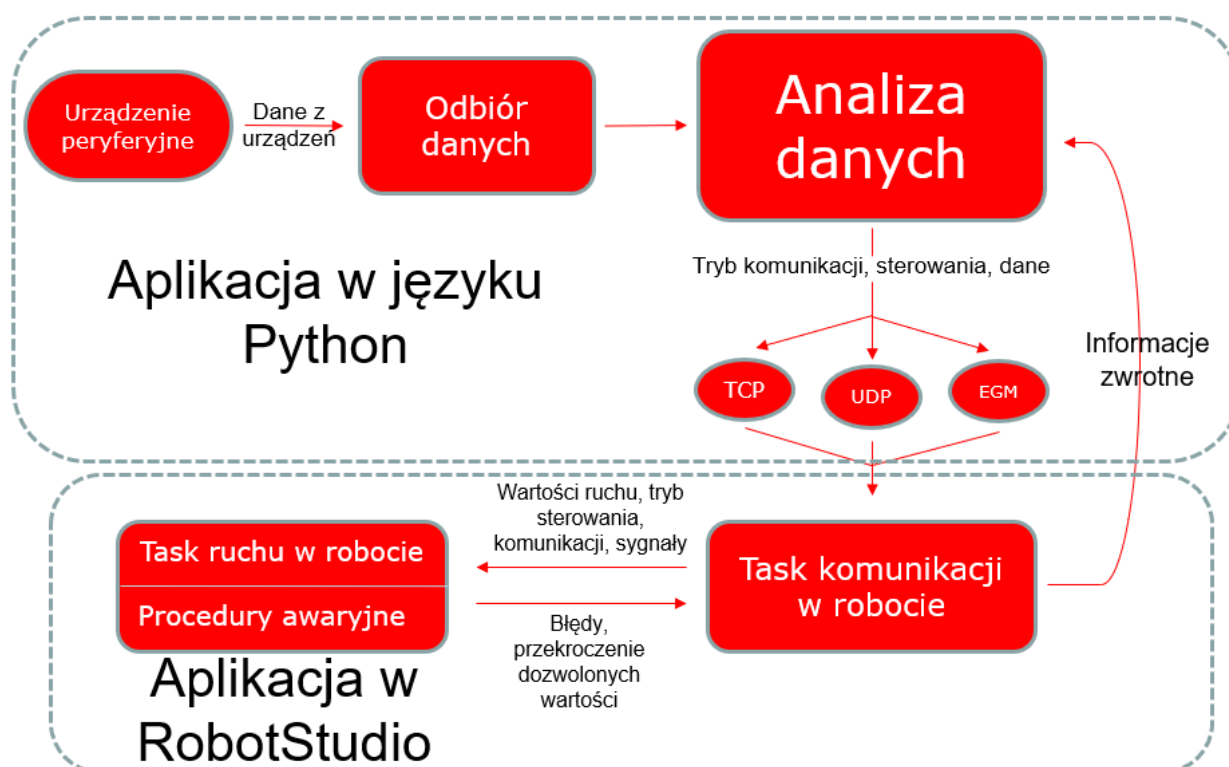 Urządzenie
peryferyjne
Dane z
urządzeń
Odbiór
danych
Analiza
danych
Aplikacja w języku
Python
Tryb komunikacji, sterowania, dane
TCP
UDP
EGM
Informacje
zwrotne
Wartości ruchu, tryb
sterowania,
komunikacji, sygnały
Task ruchu w robocie
Procedury awaryjne
Błędy,
przekroczenie
dozwolonych
wartości
Task komunikacji
w robocie
Aplikacja w
RobotStudio